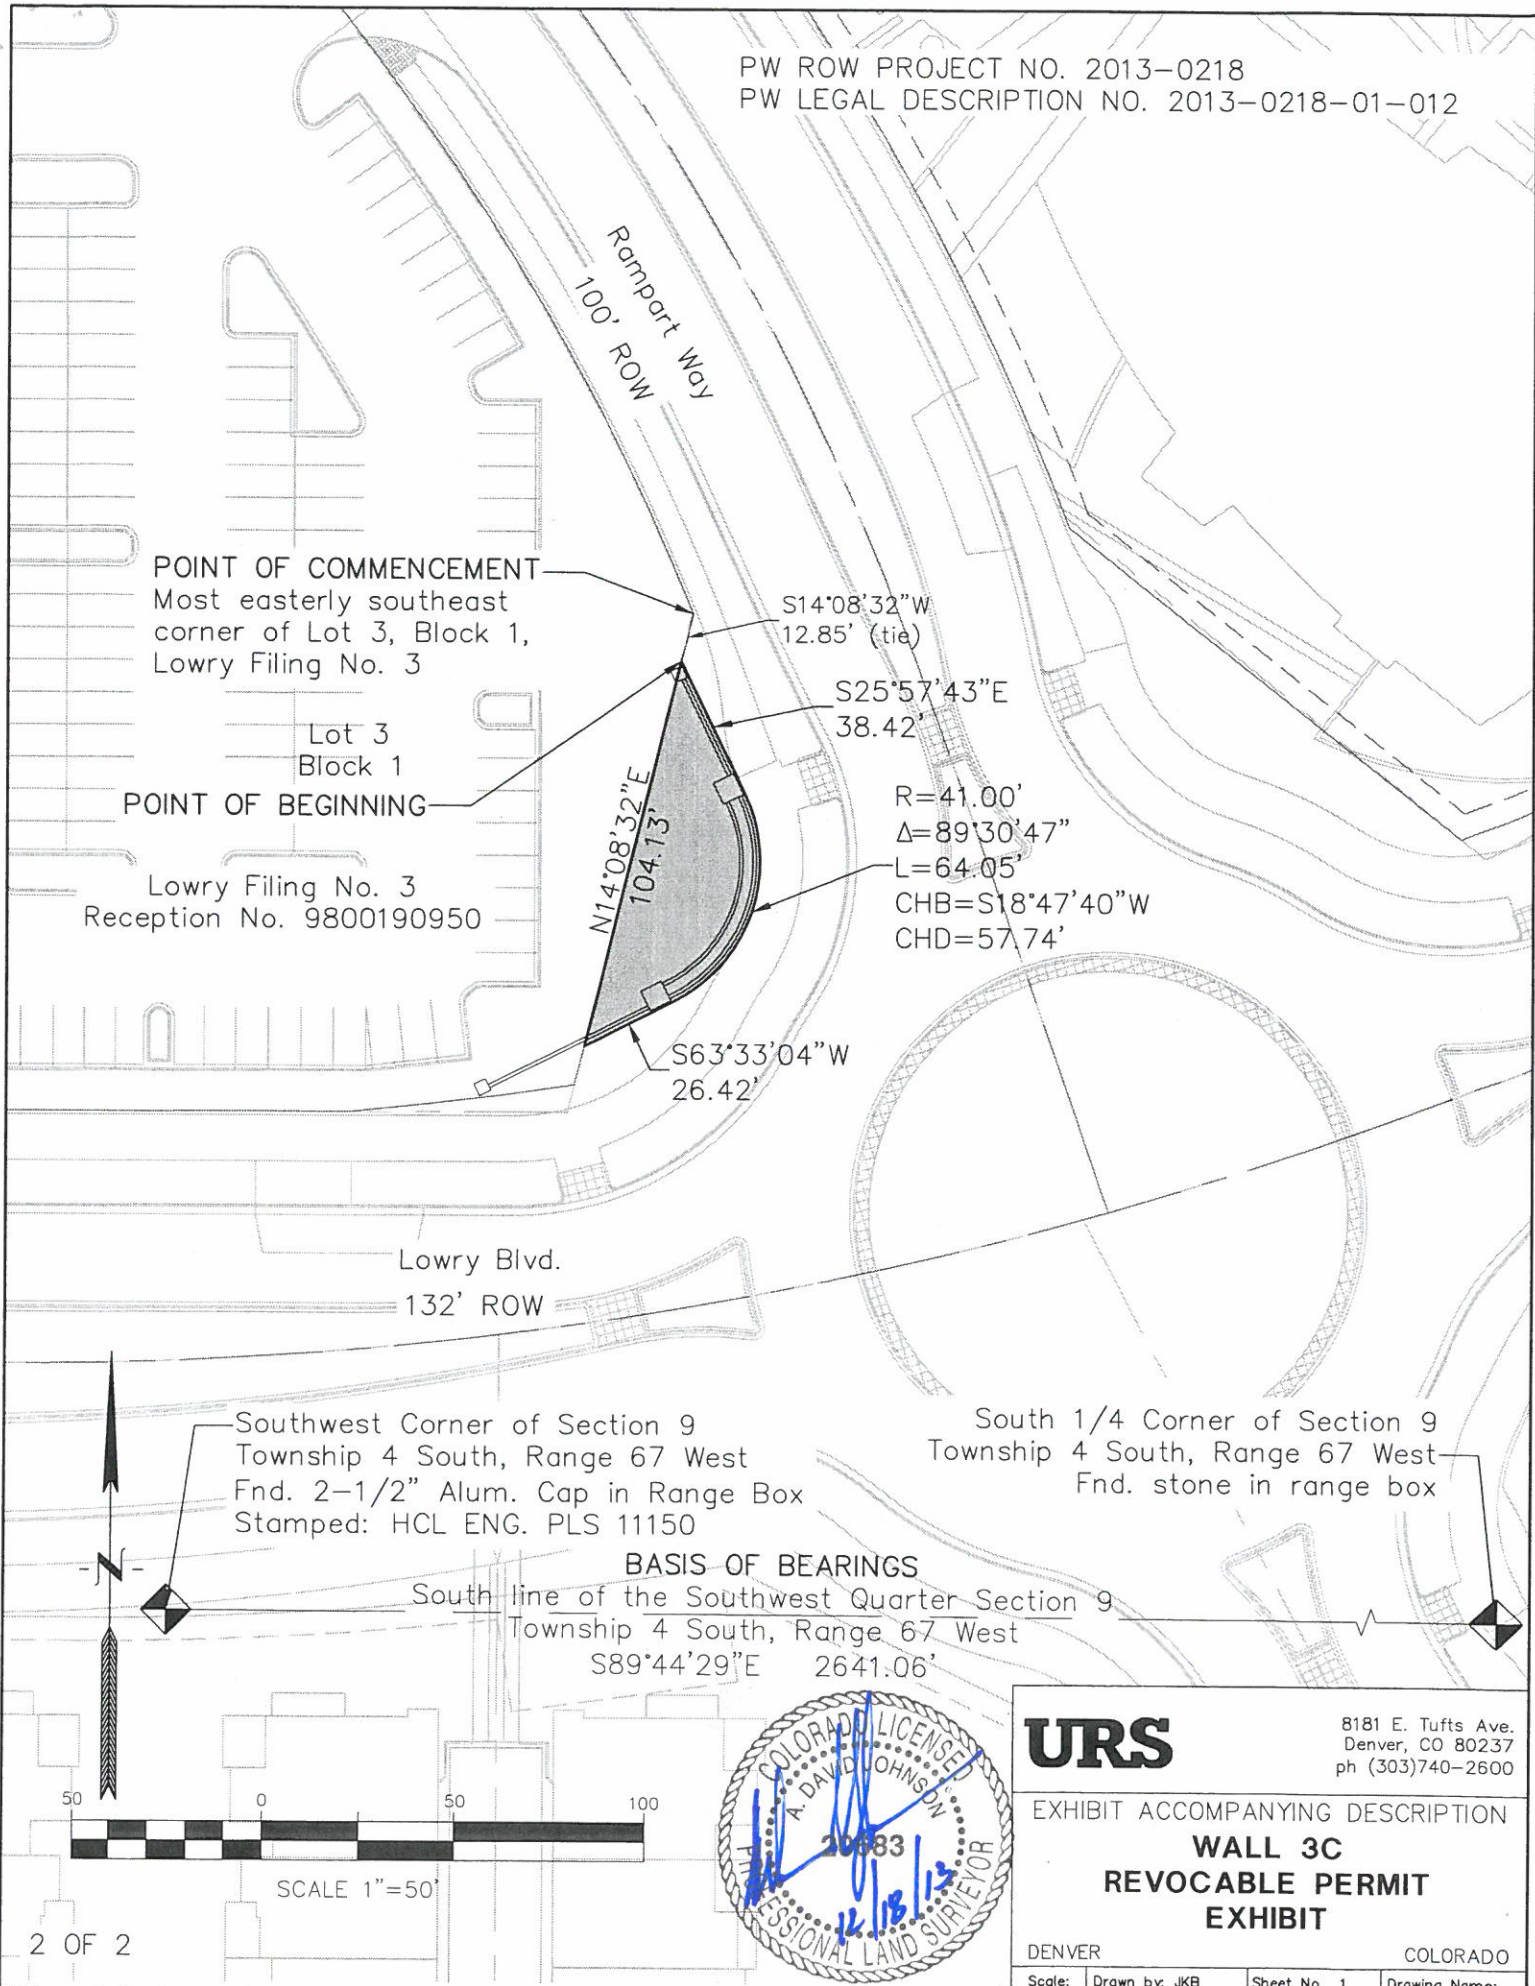 PW ROW PROJECT NO. 2013-0218
PW LEGAL DESCRIPTION NO. 2013-0218-01-012
Rampart Way
100' ROW
POINT OF COMMENCEMENT
Most easterly southeast
corner of Lot 3, Block 1,
Lowry Filing No. 3
S14°08'32"W
12.85' (tie)
S25°57'43"E
38.42'
Lot 3
Block 1
POINT OF BEGINNING
N14°08'32"E
104.13'
R=41.00'
Δ=89°30'47"
L=64.05'
CHB=S18°47'40"W
CHD=57.74'
Lowry Filing No. 3
Reception No. 9800190950
S63°33'04"W
26.42'
Lowry Blvd.
132' ROW
Southwest Corner of Section 9
Township 4 South, Range 67 West
Fnd. 2-1/2" Alum. Cap in Range Box
Stamped: HCL ENG. PLS 11150
South 1/4 Corner of Section 9
Township 4 South, Range 67 West
Fnd. stone in range box
N
BASIS OF BEARINGS
South line of the Southwest Quarter Section 9
Township 4 South, Range 67 West
S89°44'29"E 2641.06'
50 0 50 100
SCALE 1"=50'
2 OF 2
COLORADO LICENSED
A. DAVID JOHNSON
20683
12/18/13
PROFESSIONAL LAND SURVEYOR
URS
8181 E. Tufts Ave.
Denver, CO 80237
ph (303)740-2600
EXHIBIT ACCOMPANYING DESCRIPTION
WALL 3C
REVOCABLE PERMIT
EXHIBIT
DENVER COLORADO
Scale: Drawn by: JKB Sheet No. 1 Drawing Name: